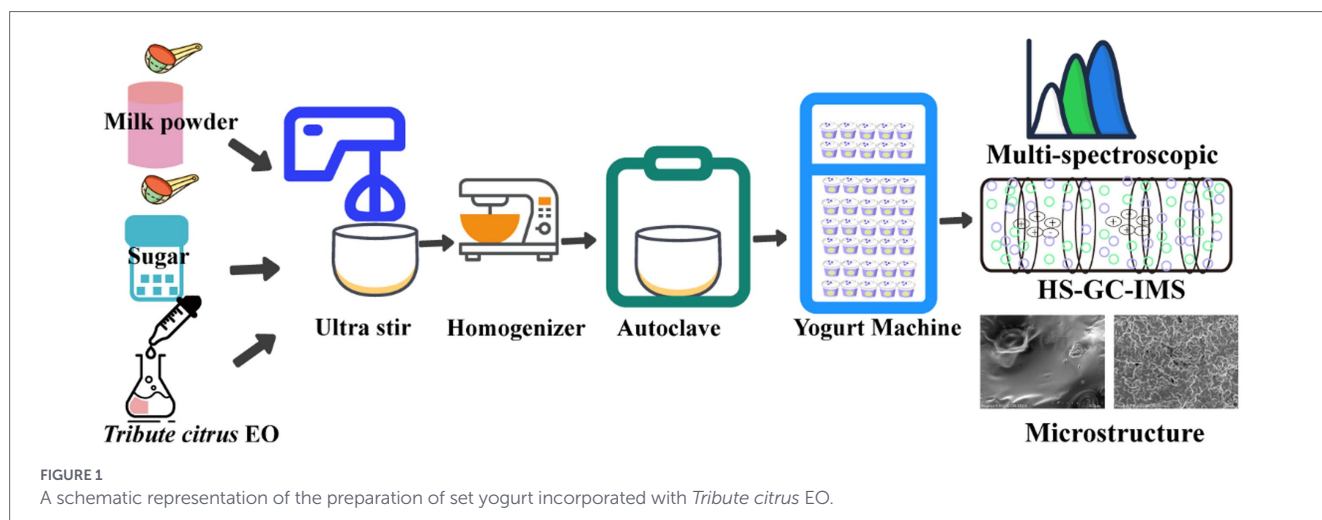 Milk powder
Sugar
Tribute citrus EO
Ultra stir
Homogenizer
Autoclave
Yogurt Machine
Multi-spectroscopic
HS-GC-IMS
Microstructure
FIGURE 1
A schematic representation of the preparation of set yogurt incorporated with Tribute citrus EO.